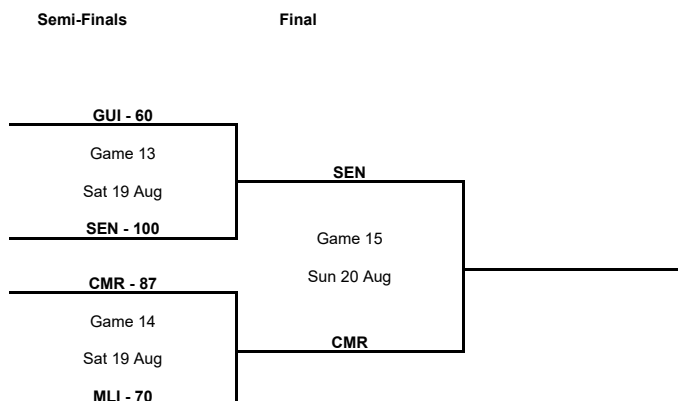 Semi-Finals
Final
GUI - 60
Game 13
Sat 19 Aug
SEN - 100
CMR - 87
Game 14
Sat 19 Aug
MLI - 70
SEN
Game 15
Sun 20 Aug
CMR